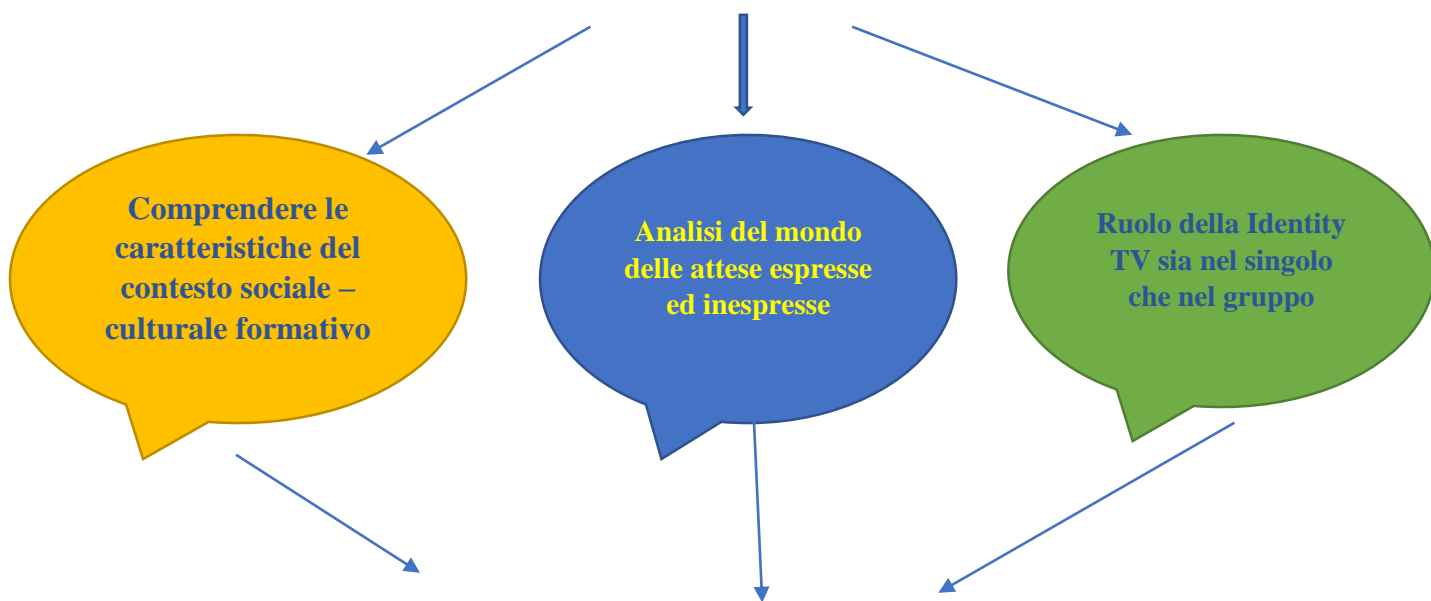 Comprendere le
caratteristiche del
contesto sociale –
culturale formativo
Analisi del mondo
delle attese espresse
ed inespresse
Ruolo della Identity
TV sia nel singolo
che nel gruppo